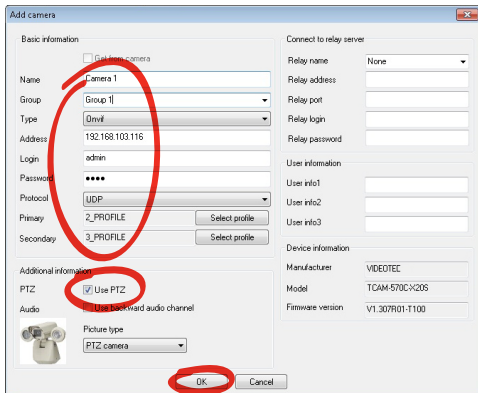 Add camera
Basic information
Get from camera
Name Camera 1
Group Group 1
Type Onvif
Address 192.168.103.116
Login admin
Password ●●●●
Protocol UDP
Primary 2_PROFILE Select profile
Secondary 3_PROFILE Select profile
Additional information
PTZ Use PTZ
Audio Use backward audio channel
Picture type
PTZ camera
Connect to relay server
Relay name None
Relay address
Relay port
Relay login
Relay password
User information
User info1
User info2
User info3
Device information
Manufacturer VIDEOTEC
Model TCAM-570C-X20S
Firmware version V1.307R01-T100
OK Cancel